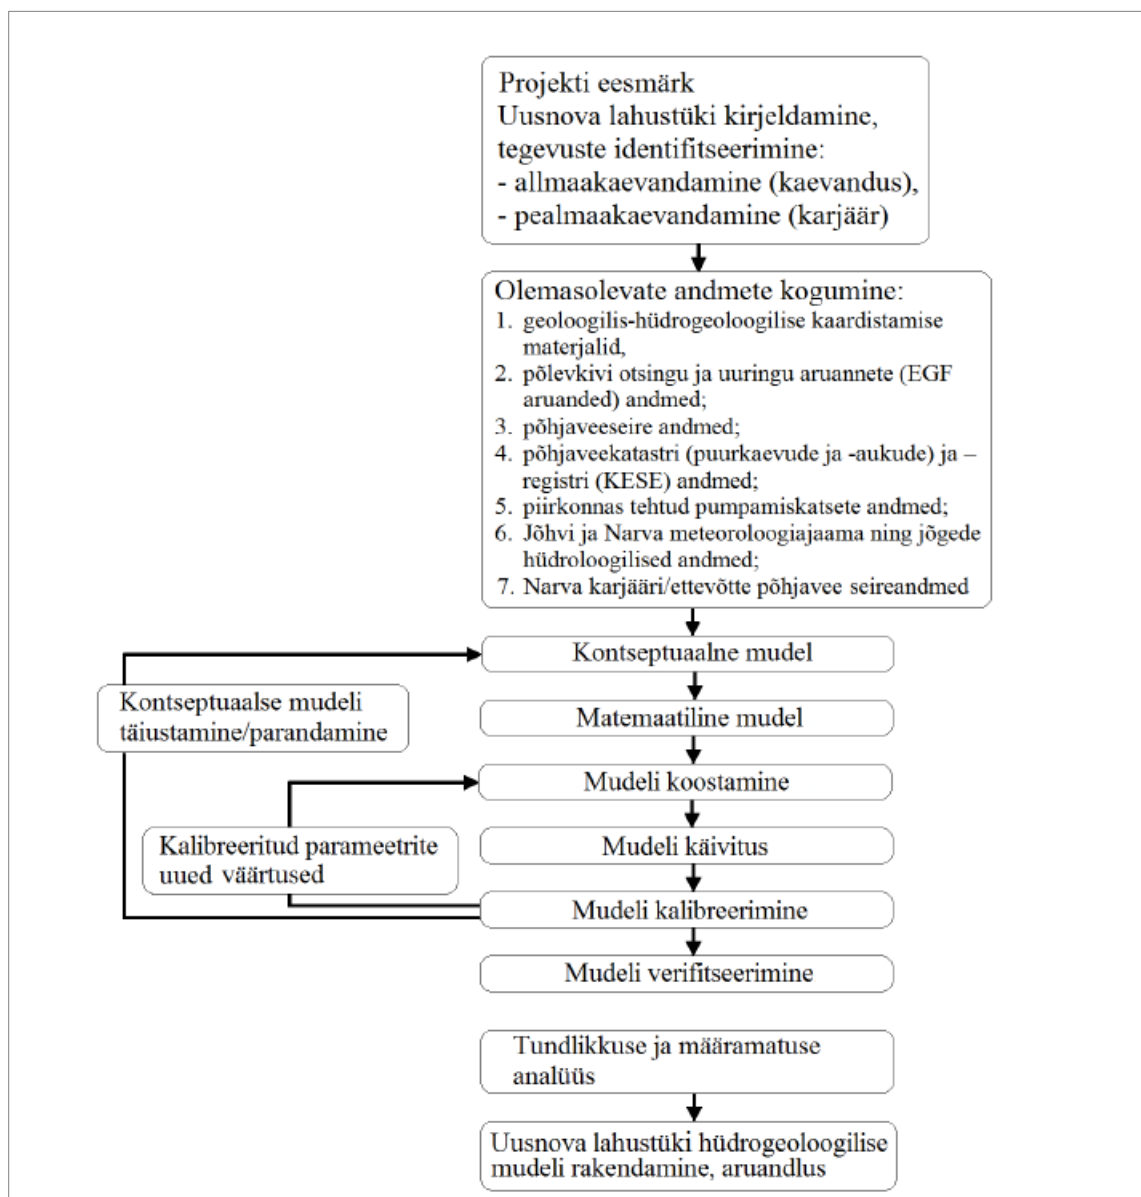 Projekti eesmärk
Uusnova lahustüki kirjeldamine,
tegevuste identifitseerimine:
- allmaakaevandamine (kaevandus),
- pealmaakaevandamine (karjäär)
Olemasolevate andmete kogumine:
1. geoloogilis-hüdrogeoloogilise kaardistamise
materjalid,
2. põlevkivi otsingu ja uuringu aruannete (EGF
aruanded) andmed;
3. põhjaveeseire andmed;
4. põhjaveekatastri (puurkaevude ja -aukude) ja –
registri (KESE) andmed;
5. piirkonnas tehtud pumpamiskatsete andmed;
6. Jõhvi ja Narva meteoroloogiajaama ning jõgede
hüdroloogilised andmed;
7. Narva karjääri/ettevõtte põhjavee seireandmed
Kontseptuaalne mudel
Kontseptuaalse mudeli
täiustamine/parandamine
Matemaatiline mudel
Mudeli koostamine
Kalibreeritud parameetrite
uued väärtused
Mudeli käivitus
Mudeli kalibreerimine
Mudeli verifitseerimine
Tundlikkuse ja määramatuse
analüüs
Uusnova lahustüki hüdrogeoloogilise
mudeli rakendamine, aruandlus